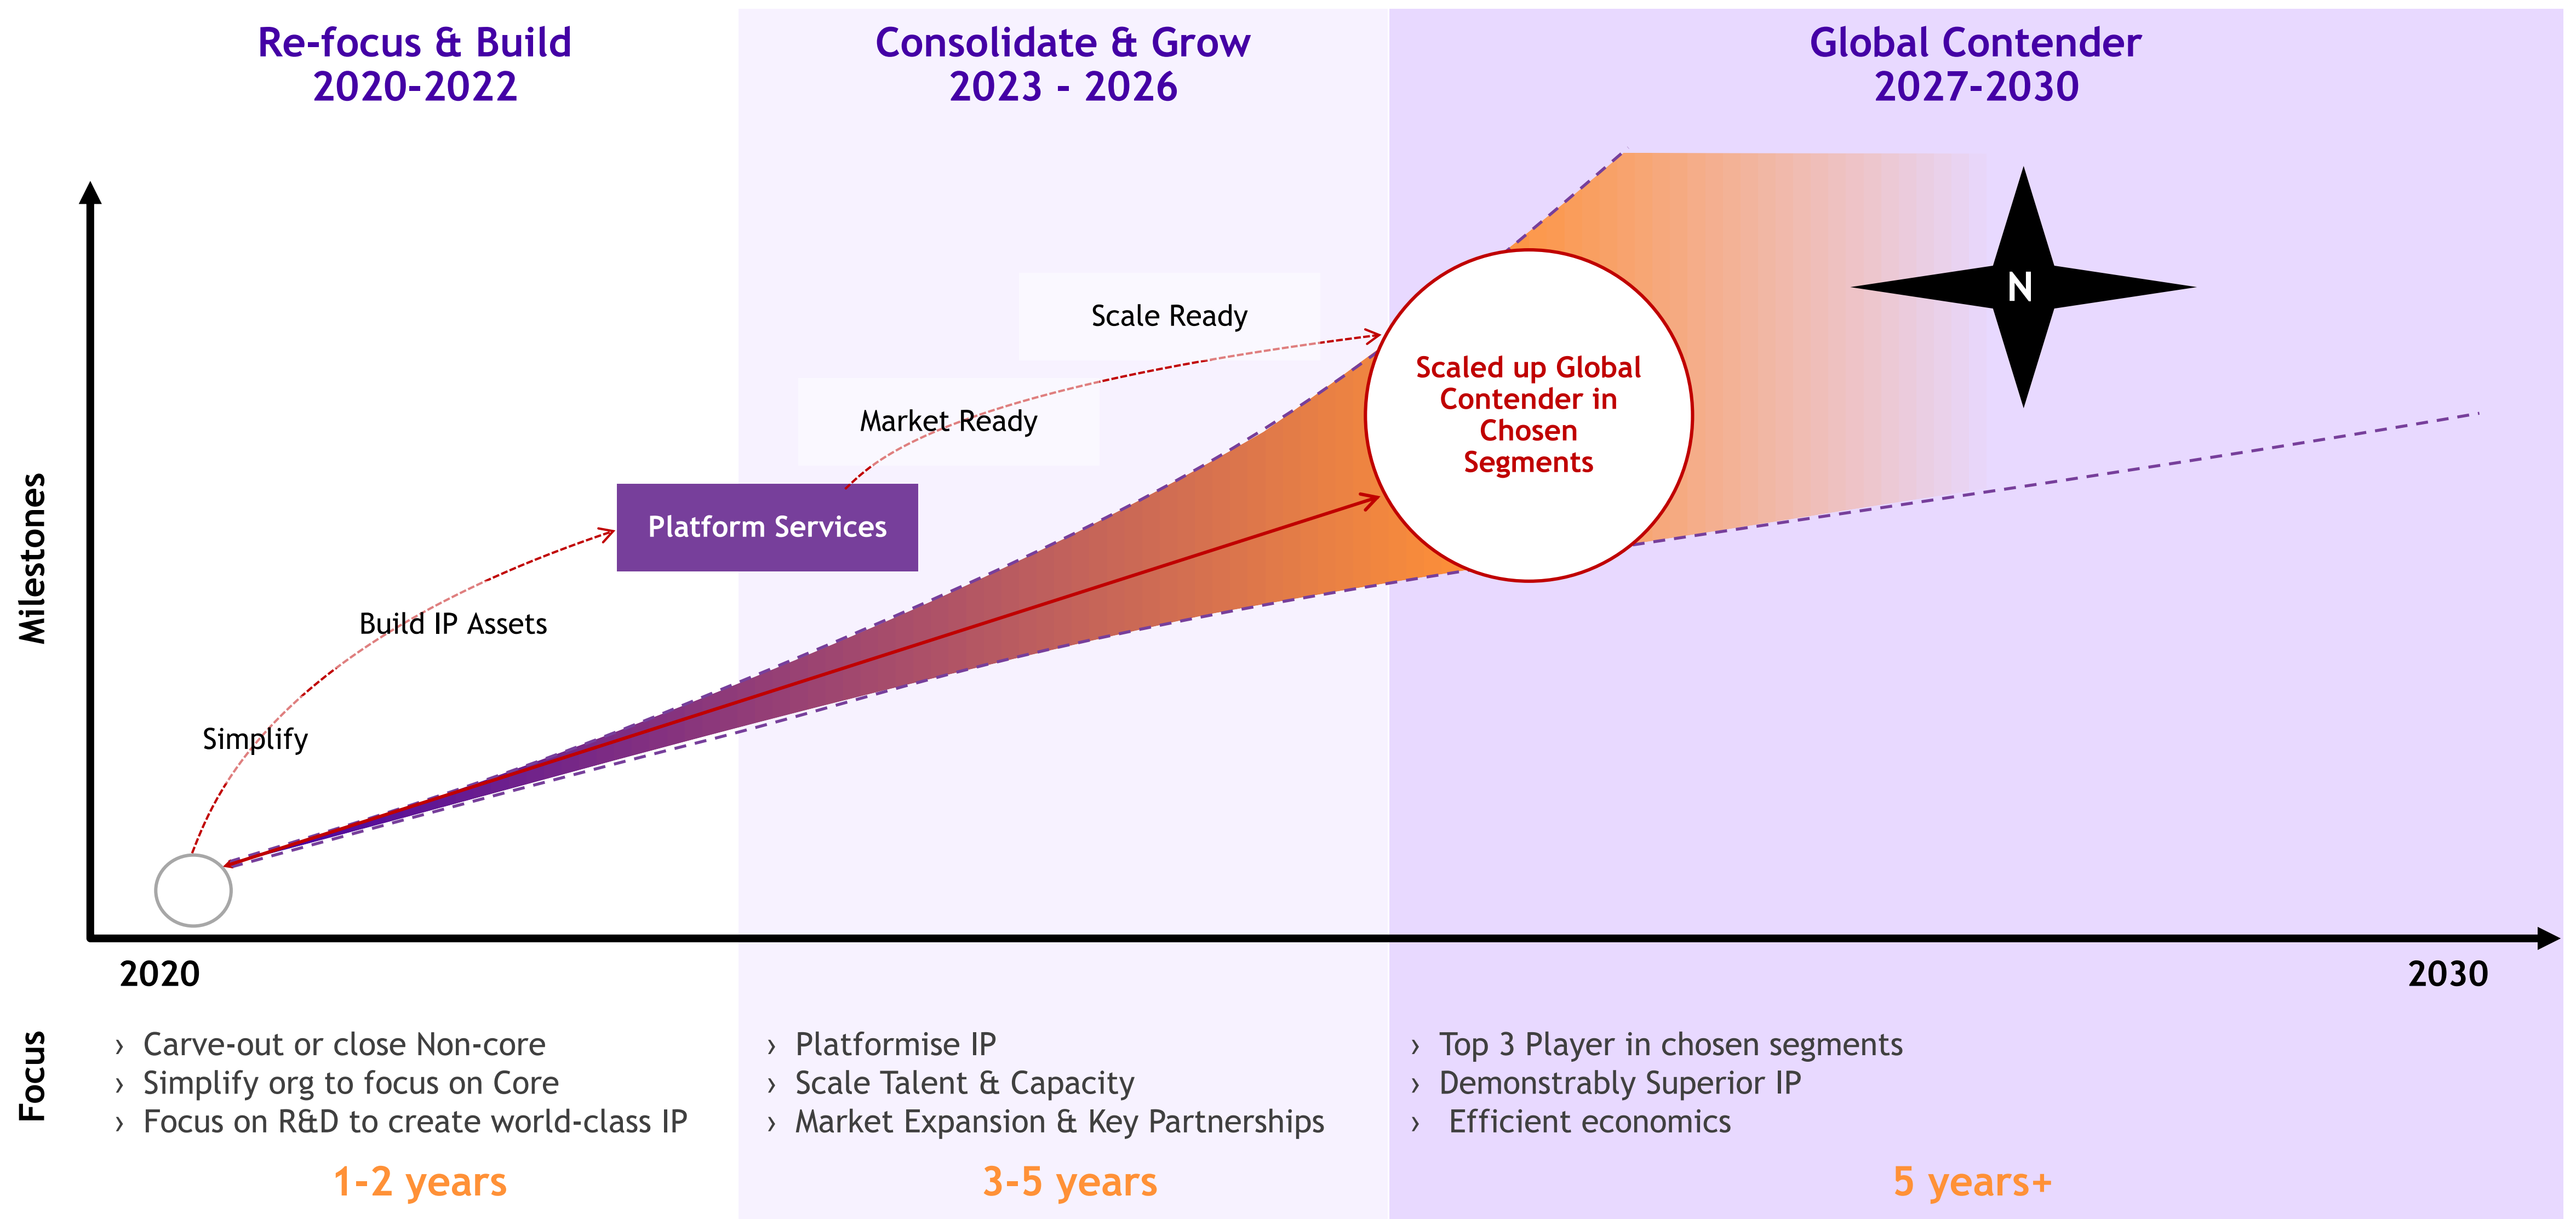 Re-focus & Build
2020-2022
Consolidate & Grow
2023 - 2026
Global Contender
2027-2030
Milestones
N
Scale Ready
Market Ready
Scaled up Global
Contender in
Chosen
Segments
Platform Services
Build IP Assets
Simplify
2020
2030
Focus
› Carve-out or close Non-core
› Simplify org to focus on Core
› Focus on R&D to create world-class IP
1-2 years
› Platformise IP
› Scale Talent & Capacity
› Market Expansion & Key Partnerships
3-5 years
› Top 3 Player in chosen segments
› Demonstrably Superior IP
› Efficient economics
5 years+